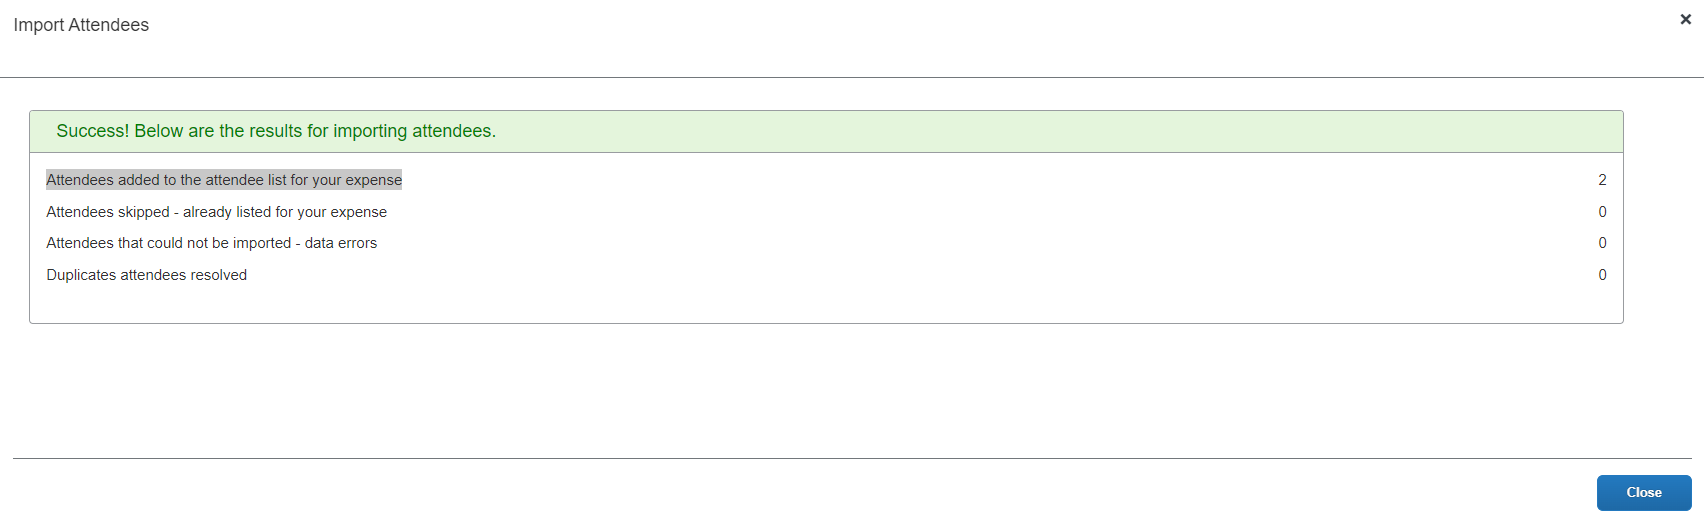 Import Attendees
×
Success! Below are the results for importing attendees.
Attendees added to the attendee list for your expense 2
Attendees skipped - already listed for your expense 0
Attendees that could not be imported - data errors 0
Duplicates attendees resolved 0
Close